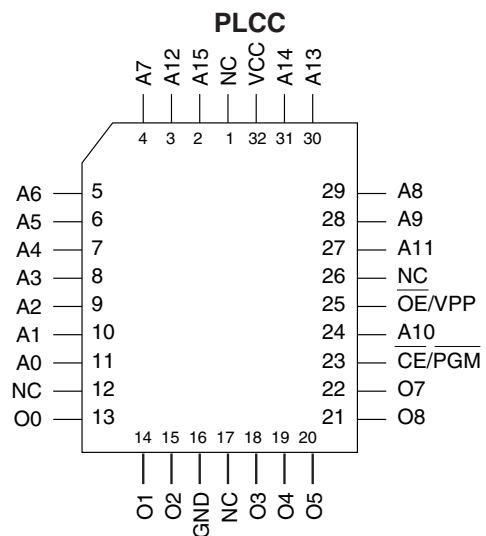 PLCC
A7 A12 A15 NC VCC A14 A13
4 3 2 1 32 31 30
A6 5 29 A8
A5 6 28 A9
A4 7 27 A11
A3 8 26 NC
A2 9 25 OE/VPP
A1 10 24 A10
A0 11 23 CE/PGM
NC 12 22 O7
O0 13 21 O8
14 15 16 17 18 19 20
O1 O2 GND NC O3 O4 O5